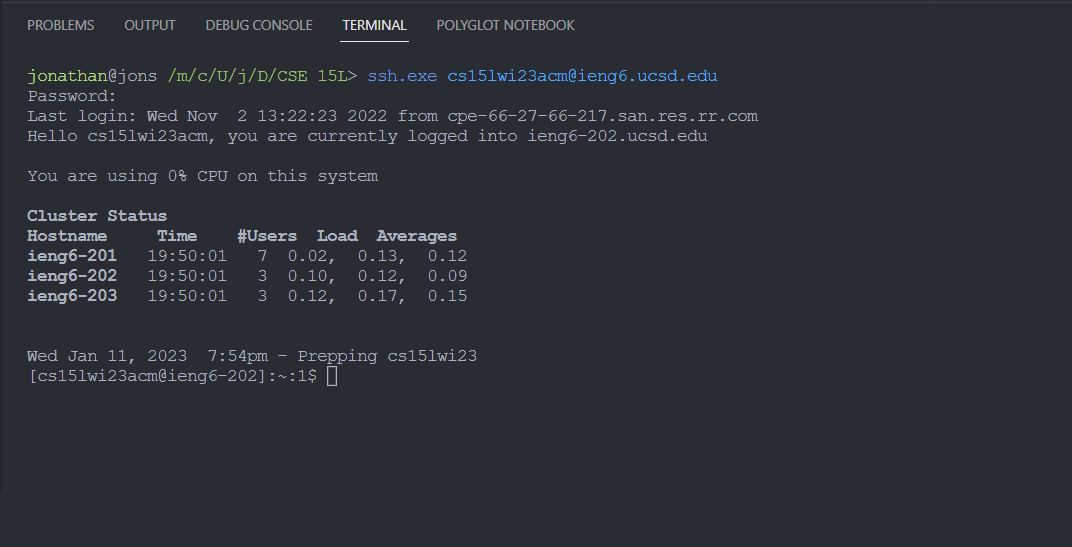 PROBLEMS OUTPUT DEBUG CONSOLE TERMINAL POLYGLOT NOTEBOOK
jonathan@jons /m/c/U/j/D/CSE 15L> ssh.exe cs15lwi23acm@ieng6.ucsd.edu
Password:
Last login: Wed Nov  2 13:22:23 2022 from cpe-66-27-66-217.san.res.rr.com
Hello cs15lwi23acm, you are currently logged into ieng6-202.ucsd.edu
You are using 0% CPU on this system
Cluster Status
Hostname     Time    #Users  Load  Averages
ieng6-201   19:50:01   7  0.02,  0.13,  0.12
ieng6-202   19:50:01   3  0.10,  0.12,  0.09
ieng6-203   19:50:01   3  0.12,  0.17,  0.15
Wed Jan 11, 2023  7:54pm - Prepping cs15lwi23
[cs15lwi23acm@ieng6-202]:~:1$